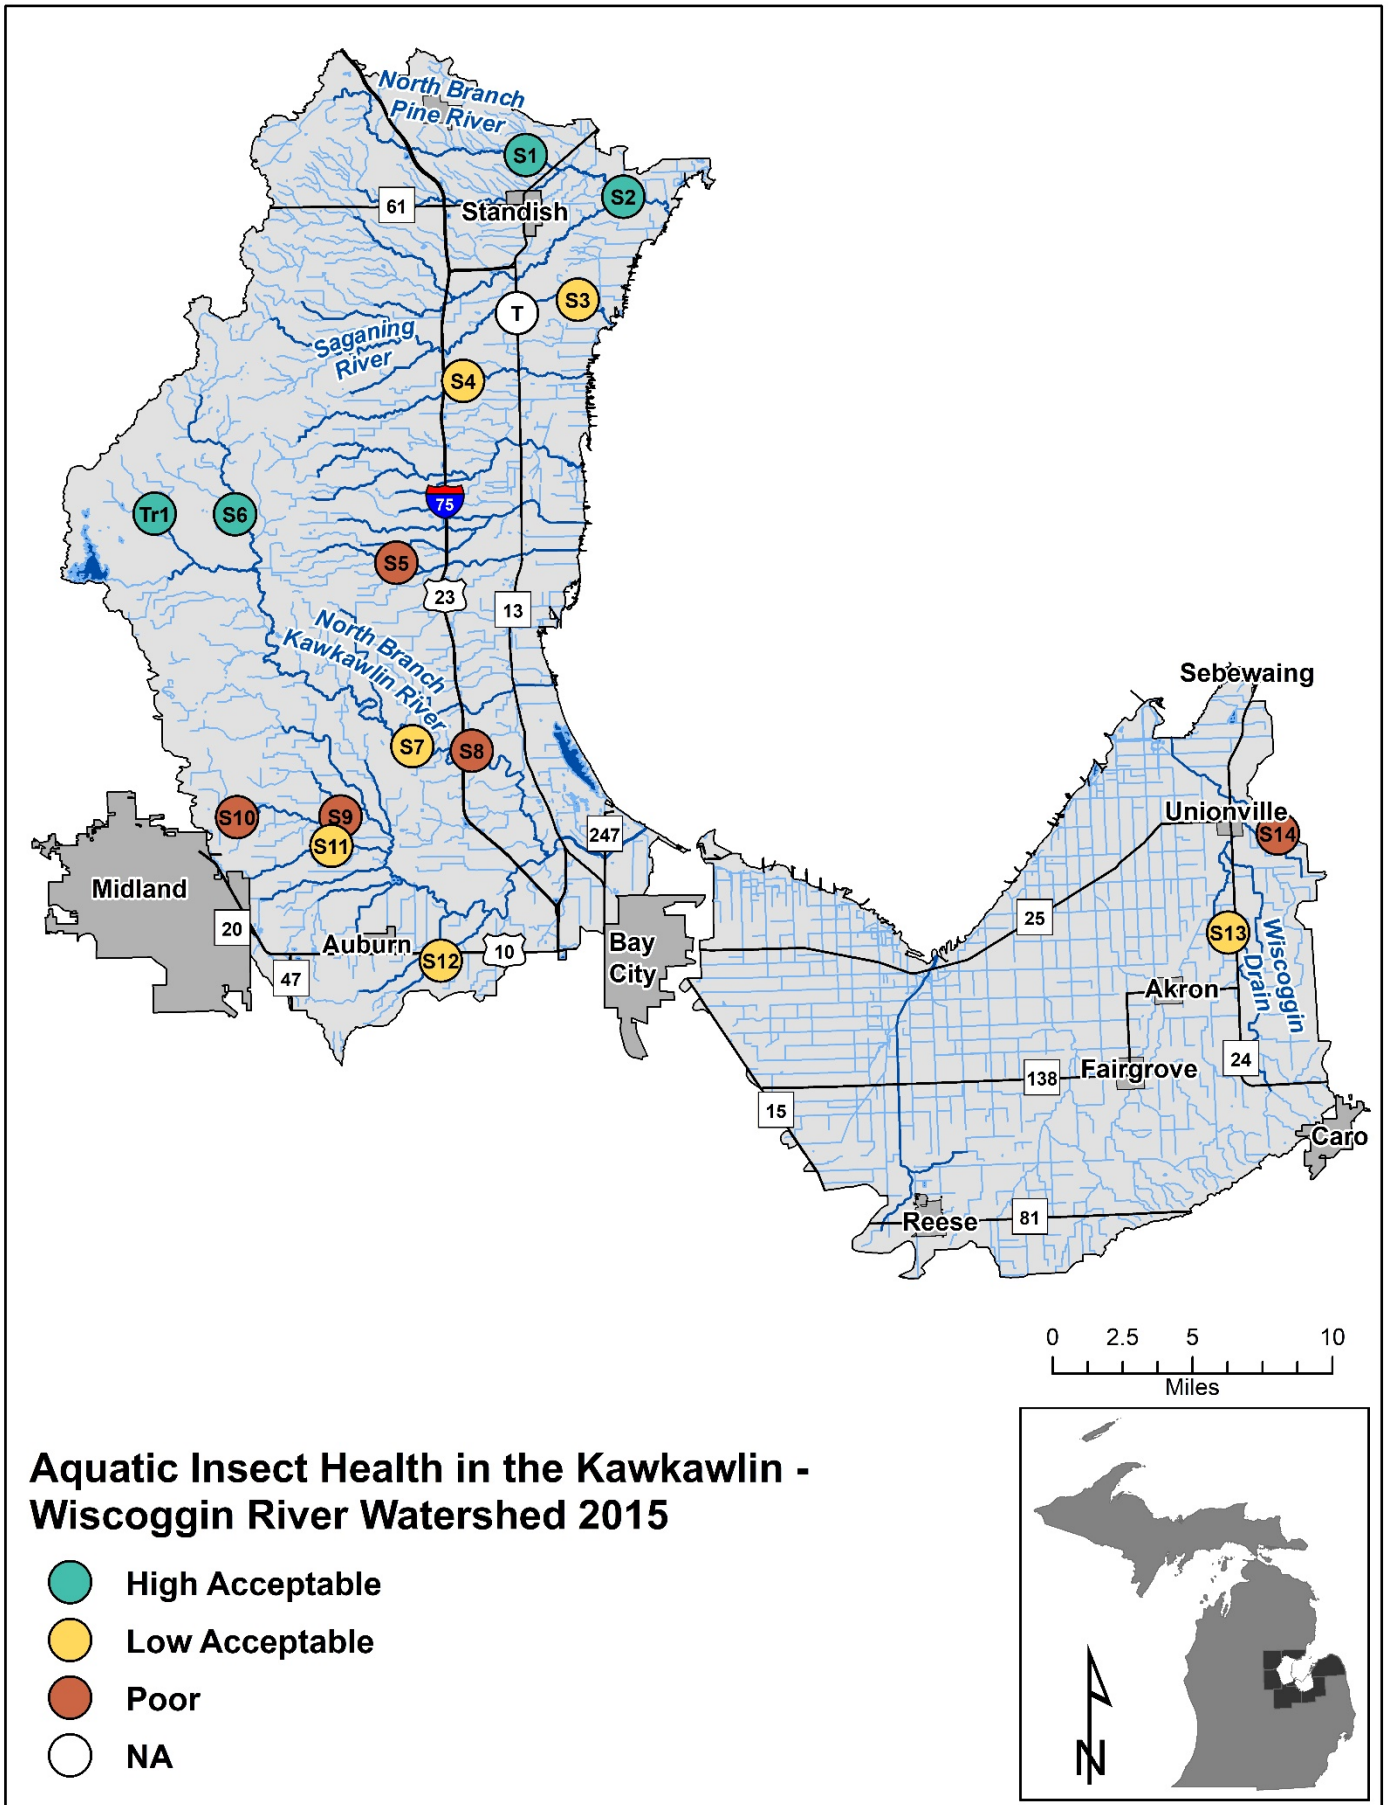 North Branch
Pine River
S1
S2
61
Standish
S3
T
Saganing
River
S4
75
Tr1
S6
S5
23
13
North Branch
Kawkawlin River
S7
S8
Sebewaing
S10
S9
S11
247
Unionville
S14
Midland
20
Auburn
S12
10
47
Bay
City
25
S13
Wiscoggin
Drain
Akron
138
Fairgrove
24
15
Caro
Reese
81
0 2.5 5 10
Miles
Aquatic Insect Health in the Kawkawlin -
Wiscoggin River Watershed 2015
High Acceptable
Low Acceptable
Poor
NA
N